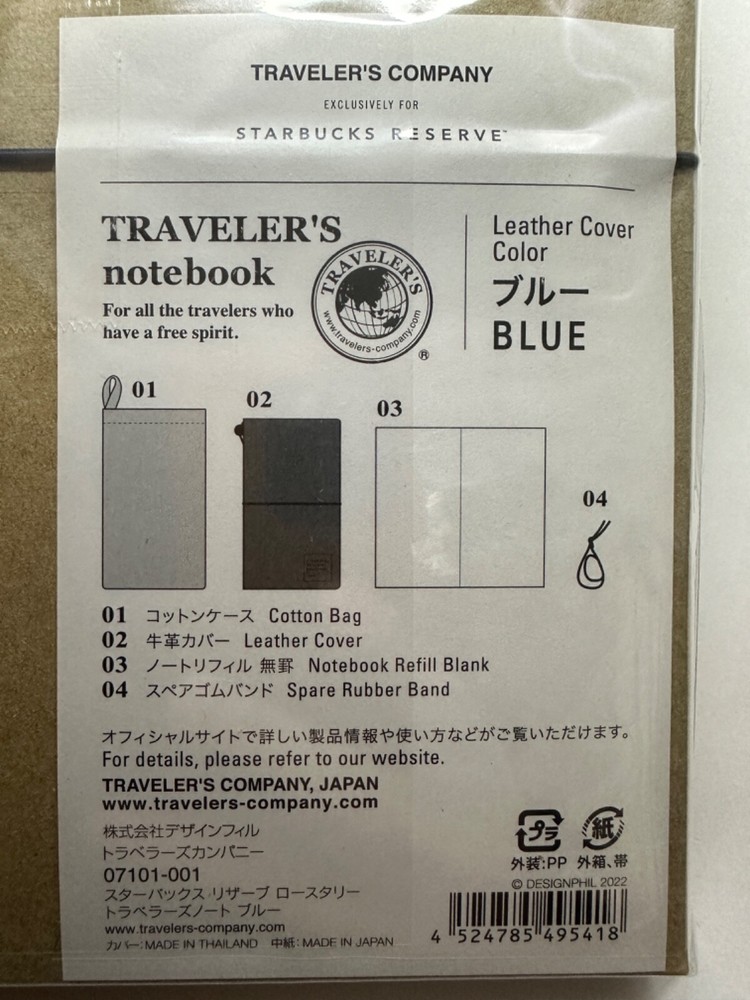 TRAVELER'S COMPANY
EXCLUSIVELY FOR
STARBUCKS RESERVE™
TRAVELER'S
notebook
For all the travelers who
have a free spirit.
TRAVELER'S
www.travelers-company.com
®
Leather Cover
Color
ブルー
BLUE
01
02
03
04
01 コットンケース Cotton Bag
02 牛革カバー Leather Cover
03 ノートリフィル 無罫 Notebook Refill Blank
04 スペアゴムバンド Spare Rubber Band
オフィシャルサイトで詳しい製品情報や使い方などがご覧いただけます。
For details, please refer to our website.
TRAVELER'S COMPANY, JAPAN
www.travelers-company.com
株式会社デザインフィル
トラベラーズカンパニー
07101-001
スターバックス リザーブ ロースタリー
トラベラーズノート ブルー
www.travelers-company.com
カバー:MADE IN THAILAND 中紙:MADE IN JAPAN
プラ
紙
外装:PP 外箱、帯
© DESIGNPHIL 2022
4 524785 495418